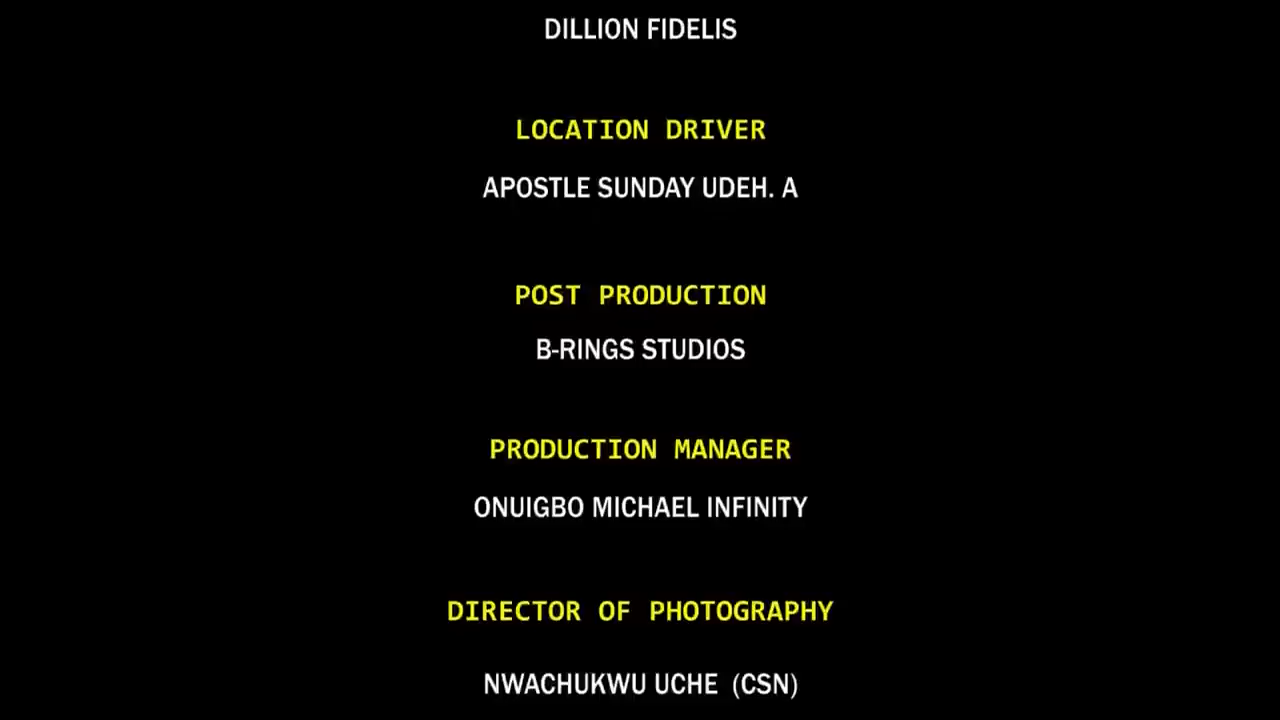 DILLION FIDELIS
LOCATION DRIVER
APOSTLE SUNDAY UDEH. A
POST PRODUCTION
B-RINGS STUDIOS
PRODUCTION MANAGER
ONUIGBO MICHAEL INFINITY
DIRECTOR OF PHOTOGRAPHY
NWACHUKWU UCHE (CSN)